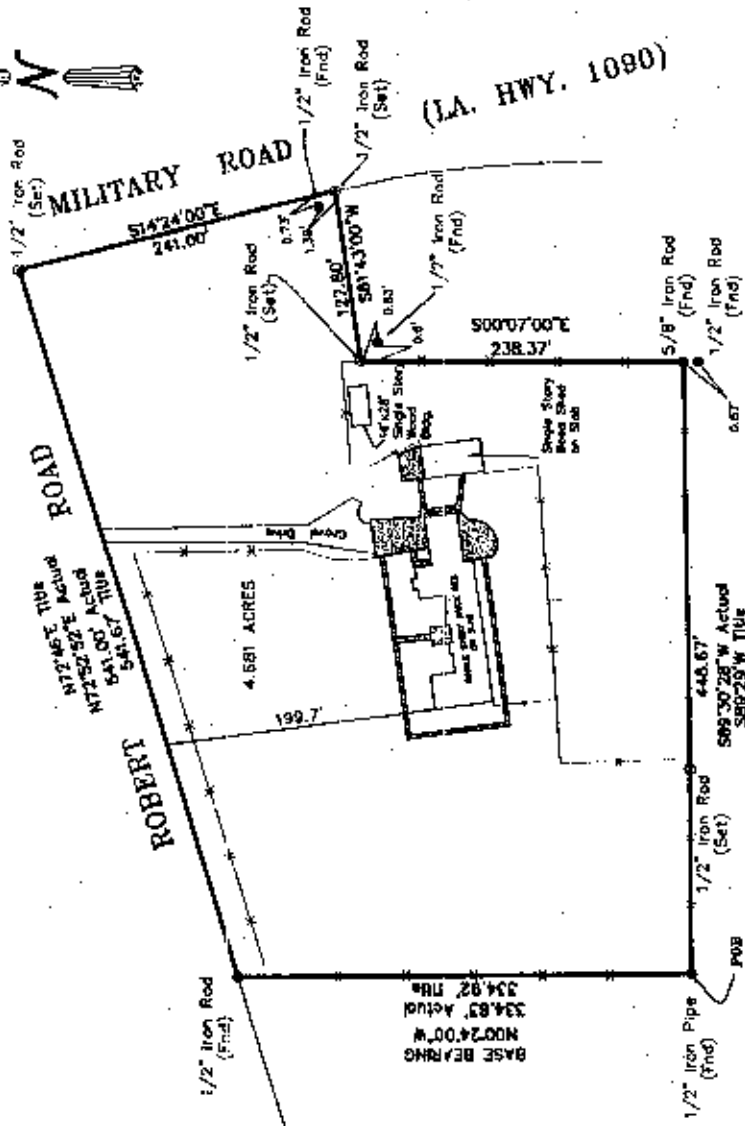 1/2" Iron Rod
(Set)
MILITARY ROAD
(LA. HWY. 1090)
1/2" Iron Rod
(Fnd)
1/2" Iron Rod
(Set)
S14°24'00"E
241.00'
0.73'
1.39'
127.80'
S81°43'00"W
1/2" Iron Rod
(Fnd)
0.83'
0.6'
1/2" Iron Rod
(Set)
S00°07'00"E
238.37'
5/8" Iron Rod
(Fnd)
1/2" Iron Rod
(Fnd)
0.67'
14'x28'
Single Story
Wood
Bldg.
Single Story
Wood Shed
on Slab
Gravel
Drive
ROBERT ROAD
N72°46'E Title
N72°52'52"E Actual
541.00' Actual
541.67' Title
4.681 ACRES
199.7'
1/2" Iron Rod
(Fnd)
BASE BEARING
N00°24'00"W
334.83' Actual
334.92' Title
1/2" Iron Pipe
(Fnd)
POB
1/2" Iron Rod
(Set)
448.67'
S89°30'28"W Actual
S89°29'W Title